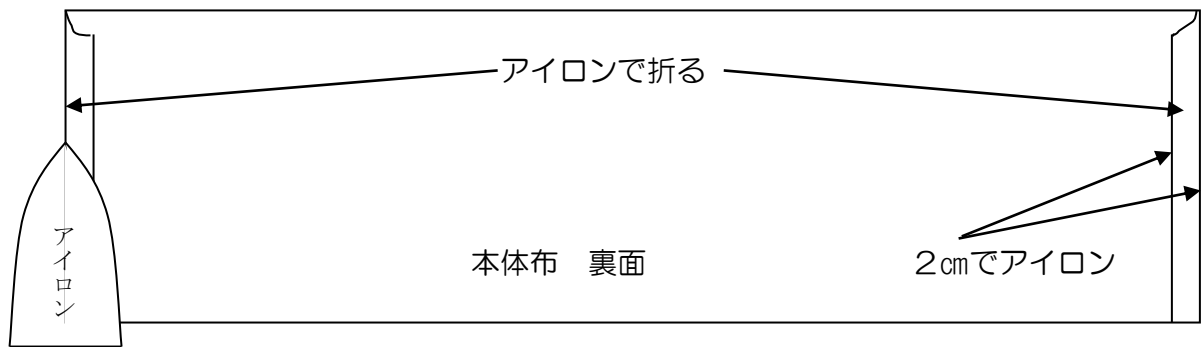 アイロンで折る
アイロン
本体布　裏面
２㎝でアイロン